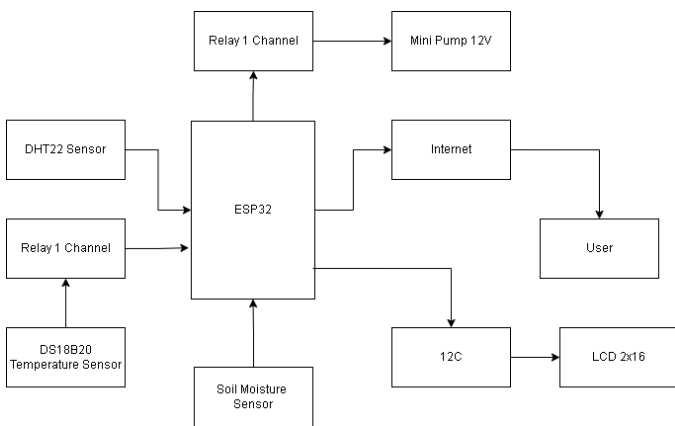 Relay 1 Channel
Mini Pump 12V
DHT22 Sensor
ESP32
Internet
Relay 1 Channel
User
DS18B20
Temperature Sensor
12C
LCD 2x16
Soil Moisture
Sensor